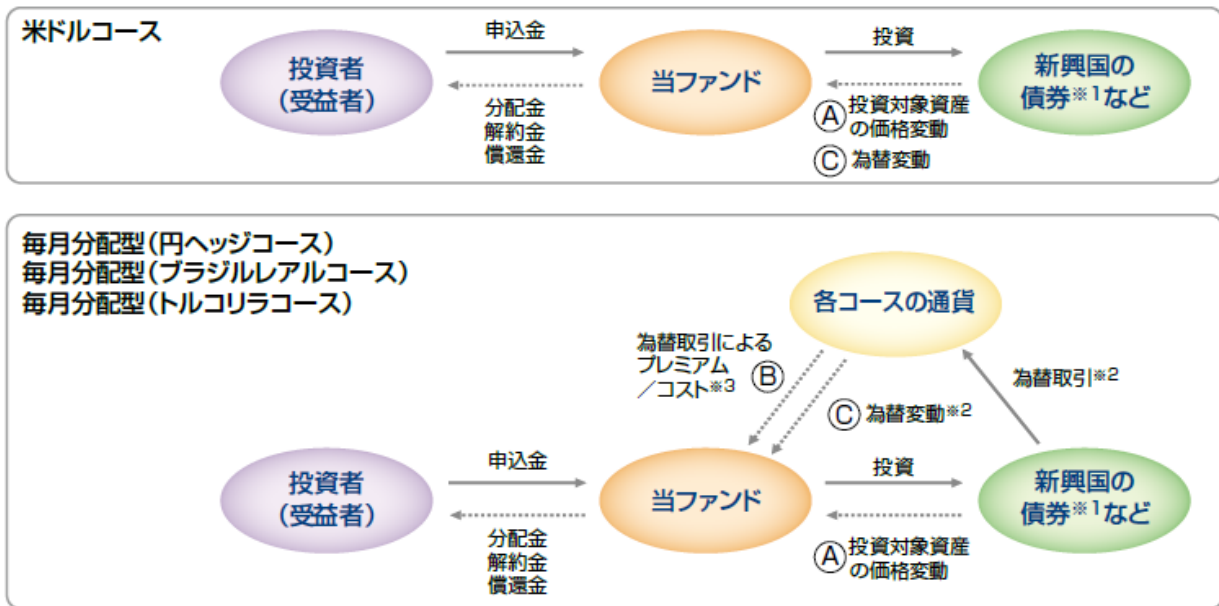 米ドルコース
申込金
投資
投資者
（受益者）
当ファンド
新興国の
債券※1など
分配金
解約金
償還金
Ⓐ 投資対象資産
の価格変動
Ⓒ 為替変動
毎月分配型（円ヘッジコース）
毎月分配型（ブラジルレアルコース）
毎月分配型（トルコリラコース）
各コースの通貨
為替取引による
プレミアム
／コスト※3
Ⓑ
為替取引※2
Ⓒ 為替変動※2
申込金
投資
投資者
（受益者）
当ファンド
新興国の
債券※1など
分配金
解約金
償還金
Ⓐ 投資対象資産
の価格変動